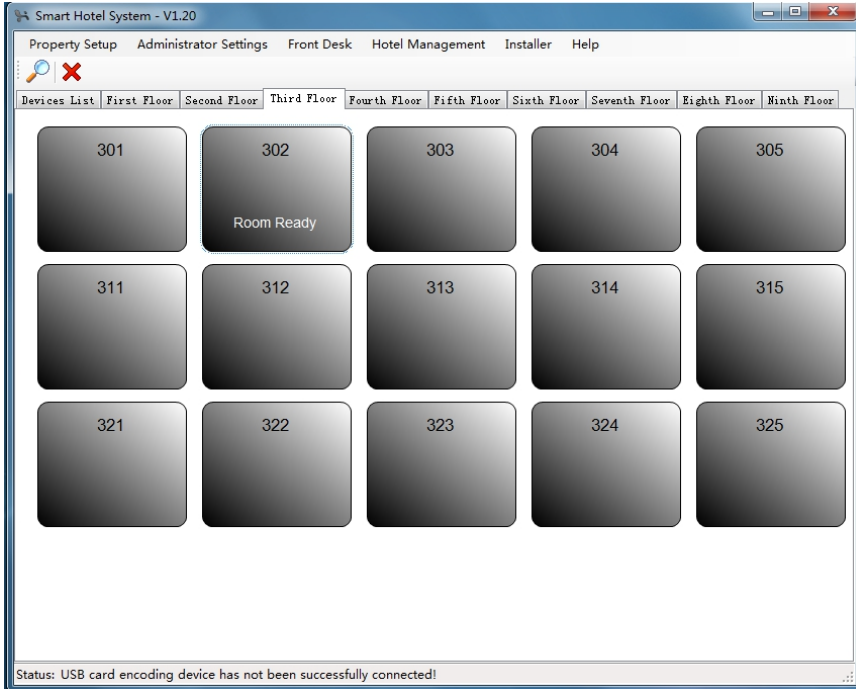 Smart Hotel System - V1.20
Property Setup Administrator Settings Front Desk Hotel Management Installer Help
Devices List First Floor Second Floor Third Floor Fourth Floor Fifth Floor Sixth Floor Seventh Floor Eighth Floor Ninth Floor
301 302 303 304 305
Room Ready
311 312 313 314 315
321 322 323 324 325
Status: USB card encoding device has not been successfully connected!